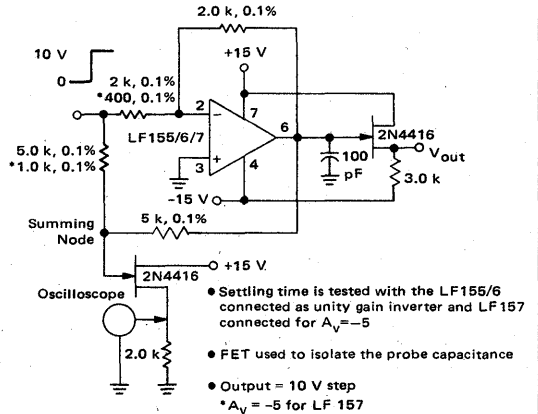 2.0 k, 0.1%
10 V
0
+15 V
2 k, 0.1%
*400, 0.1%
2
7
LF155/6/7
6
3
4
2N4416
Vout
5.0 k, 0.1%
*1.0 k, 0.1%
100
pF
3.0 k
-15 V
Summing
Node
5 k, 0.1%
2N4416
+15 V
Oscilloscope
2.0 k
• Settling time is tested with the LF155/6
connected as unity gain inverter and LF157
connected for Av=-5
• FET used to isolate the probe capacitance
• Output = 10 V step
*Av = -5 for LF 157